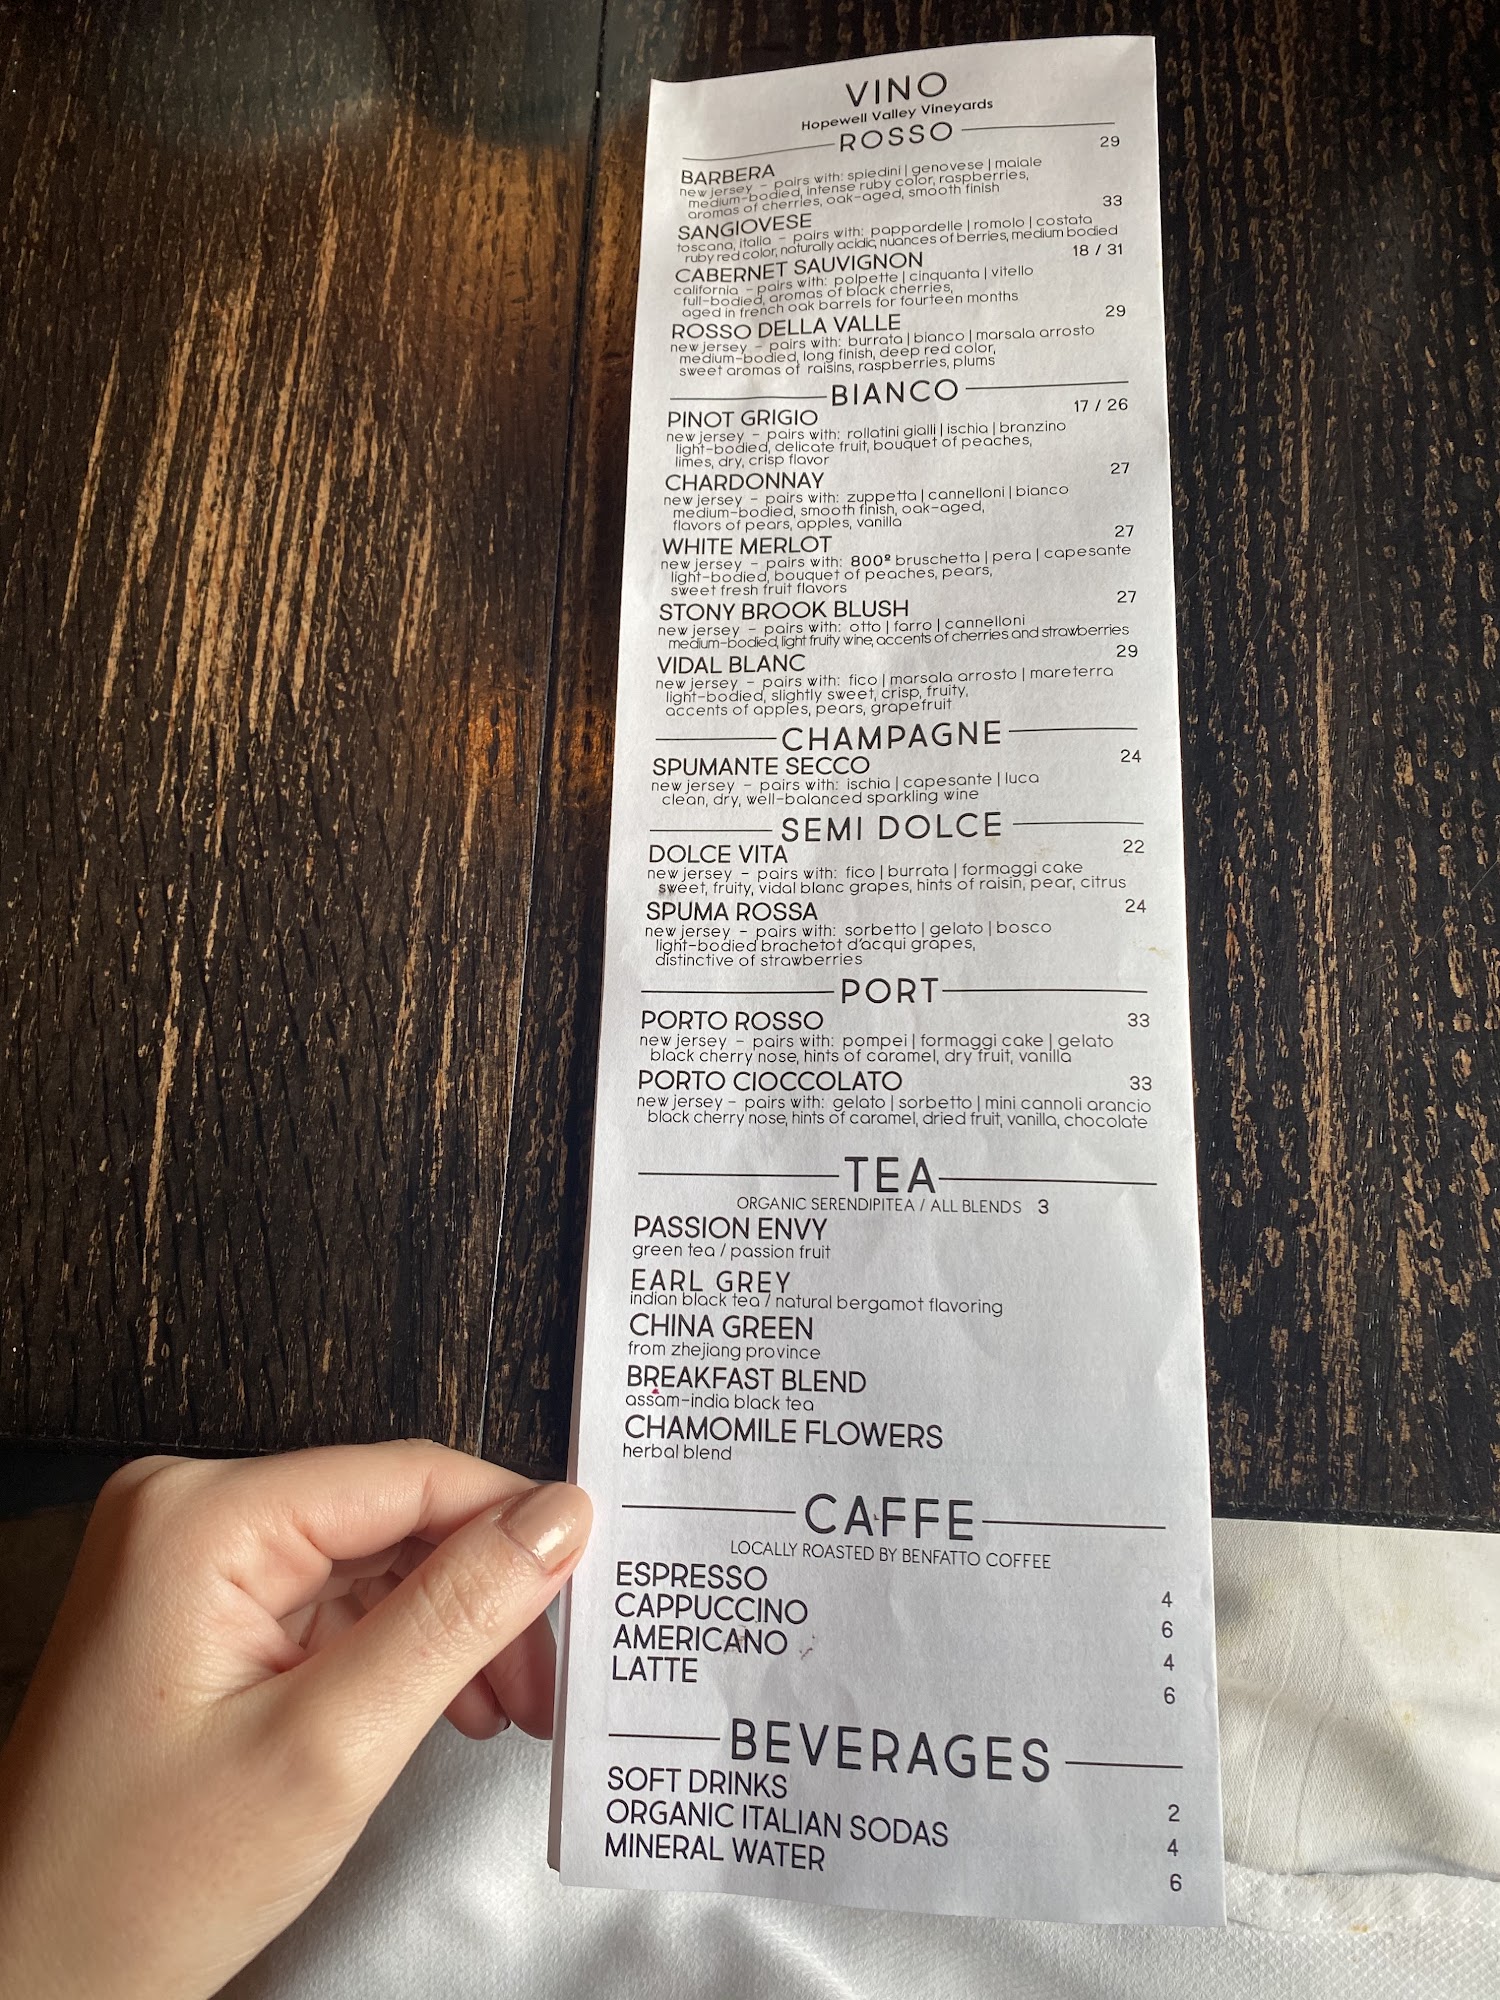 VINO
Hopewell Valley Vineyards
ROSSO
BARBERA 29
new jersey - pairs with: spiedini | genovese | maiale
medium-bodied, intense ruby color, raspberries,
aromas of cherries, oak-aged, smooth finish
SANGIOVESE 33
toscana, italia - pairs with: pappardelle | romolo | costata
ruby red color, naturally acidic, nuances of berries, medium bodied
CABERNET SAUVIGNON 18 / 31
california - pairs with: polpette | cinquanta | vitello
full-bodied, aromas of black cherries,
aged in french oak barrels for fourteen months
ROSSO DELLA VALLE 29
new jersey - pairs with: burrata | bianco | marsala arrosto
medium-bodied, long finish, deep red color,
sweet aromas of raisins, raspberries, plums
BIANCO
PINOT GRIGIO 17 / 26
new jersey - pairs with: rollatini gialli | ischia | branzino
light-bodied, delicate fruit, bouquet of peaches,
limes, dry, crisp flavor
CHARDONNAY 27
new jersey - pairs with: zuppetta | cannelloni | bianco
medium-bodied, smooth finish, oak-aged,
flavors of pears, apples, vanilla
WHITE MERLOT 27
new jersey - pairs with: 800º bruschetta | pera | capesante
light-bodied, bouquet of peaches, pears,
sweet fresh fruit flavors
STONY BROOK BLUSH 27
new jersey - pairs with: otto | farro | cannelloni
medium-bodied, light fruity wine, accents of cherries and strawberries
VIDAL BLANC 29
new jersey - pairs with: fico | marsala arrosto | mareterra
light-bodied, slightly sweet, crisp, fruity,
accents of apples, pears, grapefruit
CHAMPAGNE
SPUMANTE SECCO 24
new jersey - pairs with: ischia | capesante | luca
clean, dry, well-balanced sparkling wine
SEMI DOLCE
DOLCE VITA 22
new jersey - pairs with: fico | burrata | formaggi cake
sweet, fruity, vidal blanc grapes, hints of raisin, pear, citrus
SPUMA ROSSA 24
new jersey - pairs with: sorbetto | gelato | bosco
light-bodied brachetot d'acqui grapes,
distinctive of strawberries
PORT
PORTO ROSSO 33
new jersey - pairs with: pompei | formaggi cake | gelato
black cherry nose, hints of caramel, dry fruit, vanilla
PORTO CIOCCOLATO 33
new jersey - pairs with: gelato | sorbetto | mini cannoli arancio
black cherry nose, hints of caramel, dried fruit, vanilla, chocolate
TEA
ORGANIC SERENDIPITEA / ALL BLENDS 3
PASSION ENVY
green tea / passion fruit
EARL GREY
indian black tea / natural bergamot flavoring
CHINA GREEN
from zhejiang province
BREAKFAST BLEND
assam-india black tea
CHAMOMILE FLOWERS
herbal blend
CAFFE
LOCALLY ROASTED BY BENFATTO COFFEE
ESPRESSO 4
CAPPUCCINO 6
AMERICANO 4
LATTE 6
BEVERAGES
SOFT DRINKS 2
ORGANIC ITALIAN SODAS 4
MINERAL WATER 6